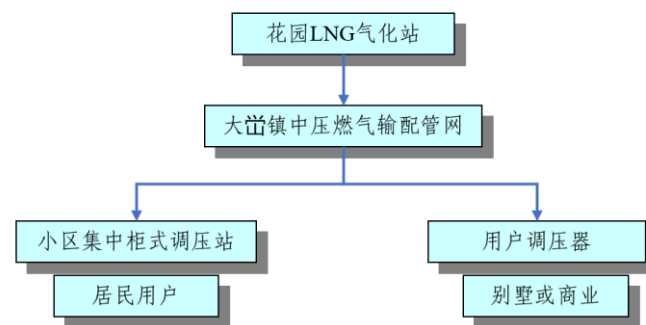 花园LNG气化站
大峃镇中压燃气输配管网
小区集中柜式调压站
用户调压器
居民用户
别墅或商业